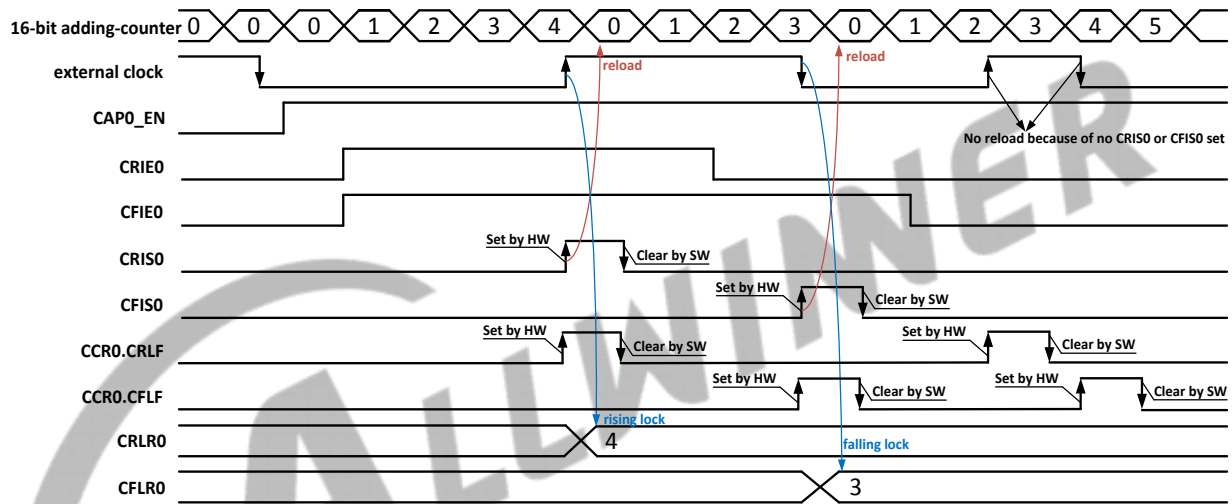 16-bit adding-counter 0 0 0 1 2 3 4 0 1 2 3 0 1 2 3 4 5
external clock reload reload
CAP0_EN
No reload because of no CRIS0 or CFIS0 set
CRIE0
CFIE0
CRIS0 Set by HW Clear by SW
CFIS0 Set by HW Clear by SW
CCR0.CRLF Set by HW Clear by SW Set by HW Clear by SW
CCR0.CFLF Set by HW Clear by SW Set by HW Clear by SW
CRLR0 4 rising lock
falling lock
CFLR0 3
ALLWINNER